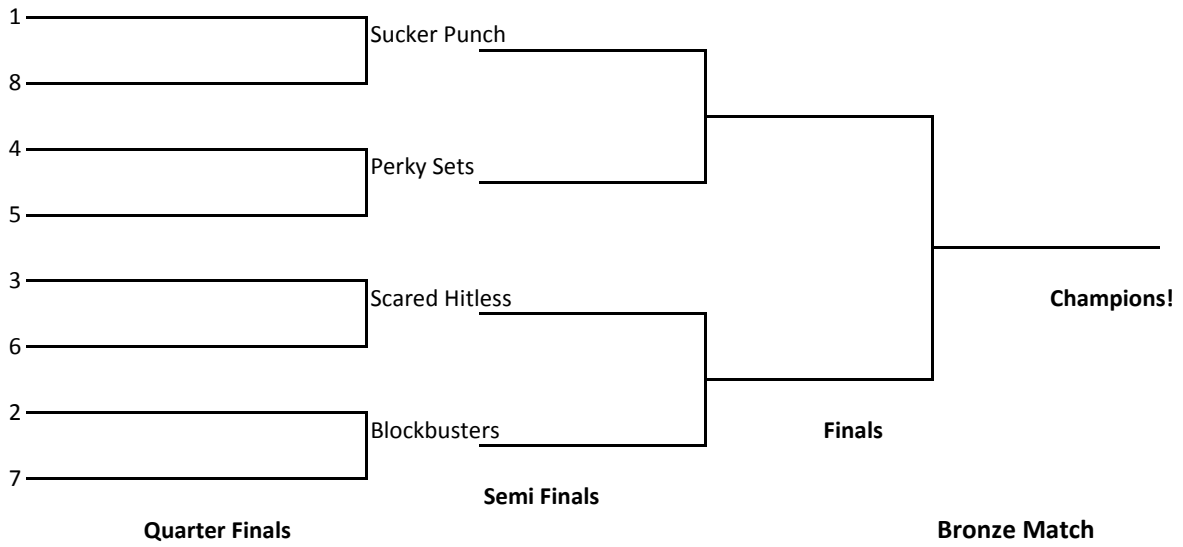 1
Sucker Punch
8
4
Perky Sets
5
3
Scared Hitless
Champions!
6
2
Blockbusters
Finals
7
Semi Finals
Quarter Finals
Bronze Match